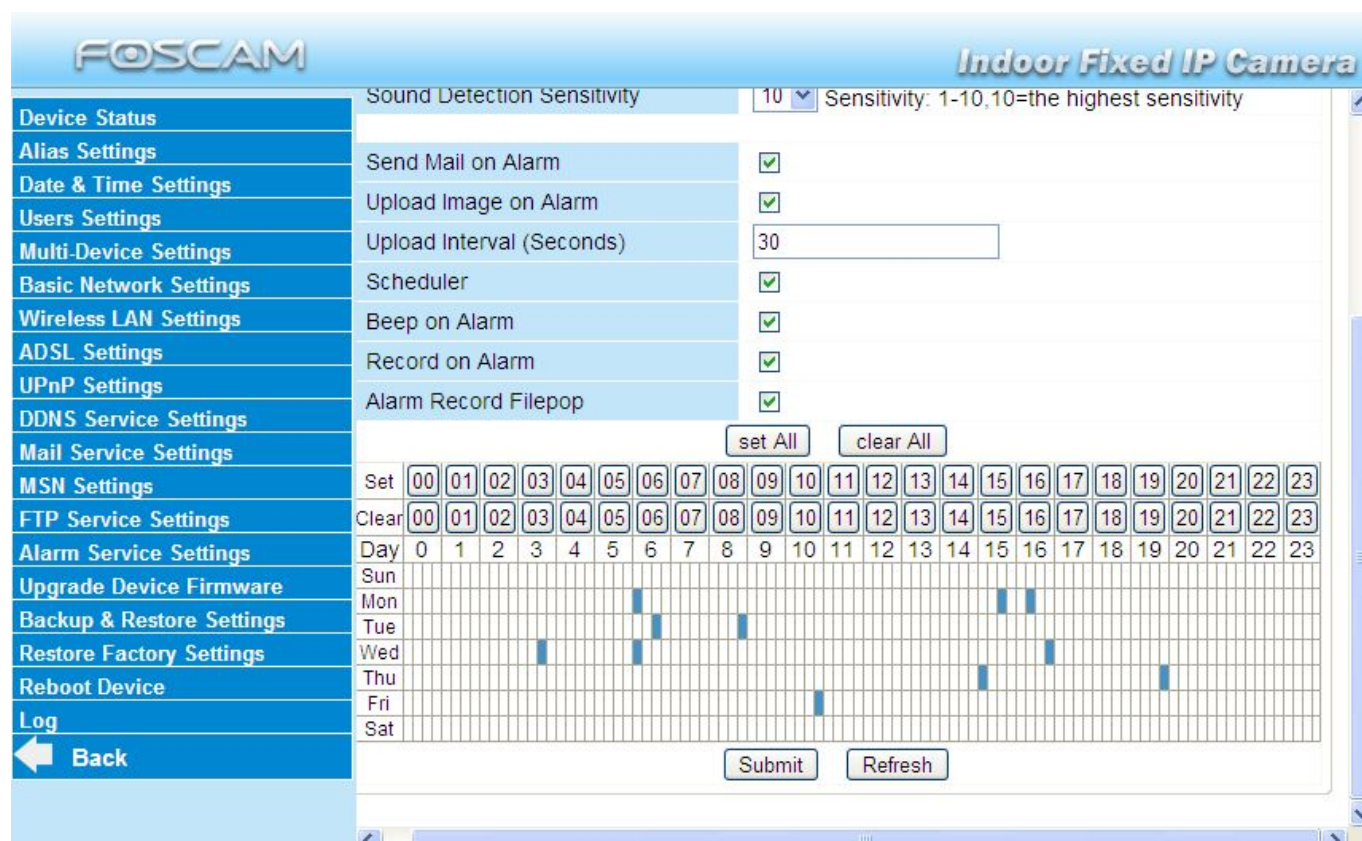 FOSCAM
Indoor Fixed IP Camera
Device Status
Alias Settings
Date & Time Settings
Users Settings
Multi-Device Settings
Basic Network Settings
Wireless LAN Settings
ADSL Settings
UPnP Settings
DDNS Service Settings
Mail Service Settings
MSN Settings
FTP Service Settings
Alarm Service Settings
Upgrade Device Firmware
Backup & Restore Settings
Restore Factory Settings
Reboot Device
Log
Back
Sound Detection Sensitivity 10 Sensitivity: 1-10,10=the highest sensitivity
Send Mail on Alarm
Upload Image on Alarm
Upload Interval (Seconds) 30
Scheduler
Beep on Alarm
Record on Alarm
Alarm Record Filepop
set All clear All
Set 00 01 02 03 04 05 06 07 08 09 10 11 12 13 14 15 16 17 18 19 20 21 22 23
Clear 00 01 02 03 04 05 06 07 08 09 10 11 12 13 14 15 16 17 18 19 20 21 22 23
Day 0 1 2 3 4 5 6 7 8 9 10 11 12 13 14 15 16 17 18 19 20 21 22 23
Sun
Mon
Tue
Wed
Thu
Fri
Sat
Submit Refresh